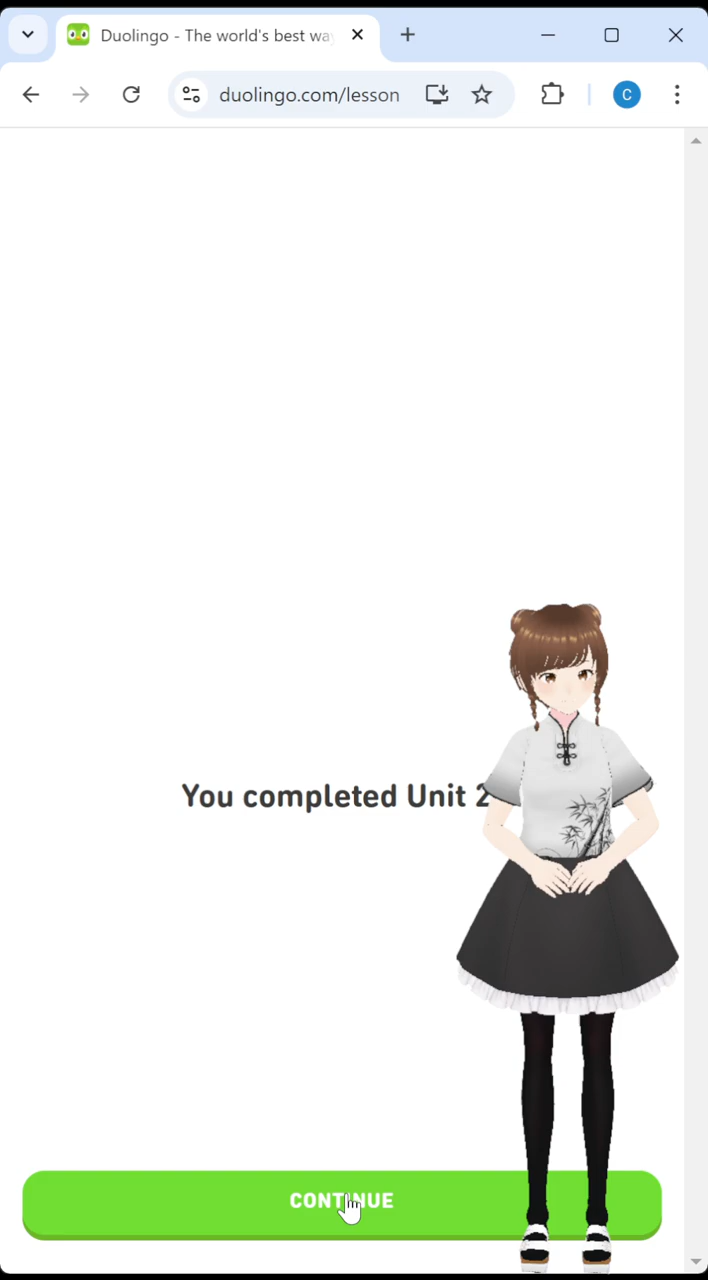 Duolingo - The world's best wa
duolingo.com/lesson
C
You completed Unit 2
CONTINUE